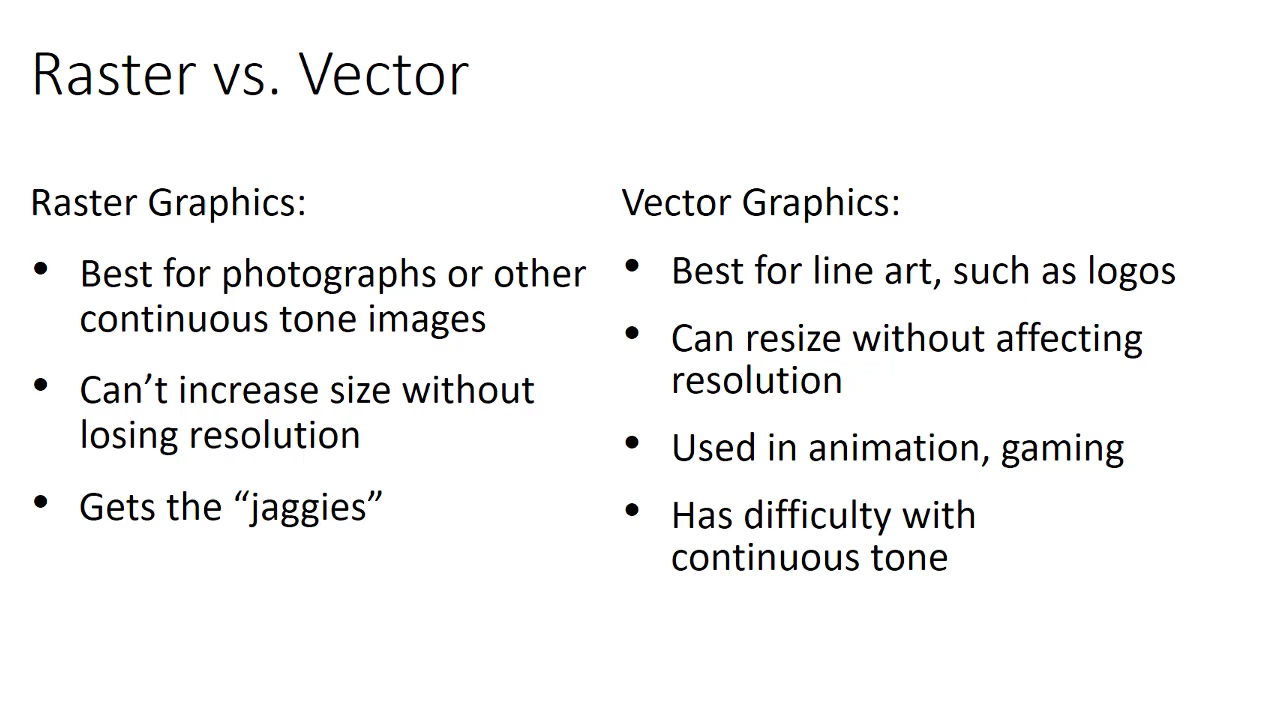 Raster vs. Vector
Raster Graphics:
• Best for photographs or other
continuous tone images
• Can’t increase size without
losing resolution
• Gets the “jaggies”
Vector Graphics:
• Best for line art, such as logos
• Can resize without affecting
resolution
• Used in animation, gaming
• Has difficulty with
continuous tone